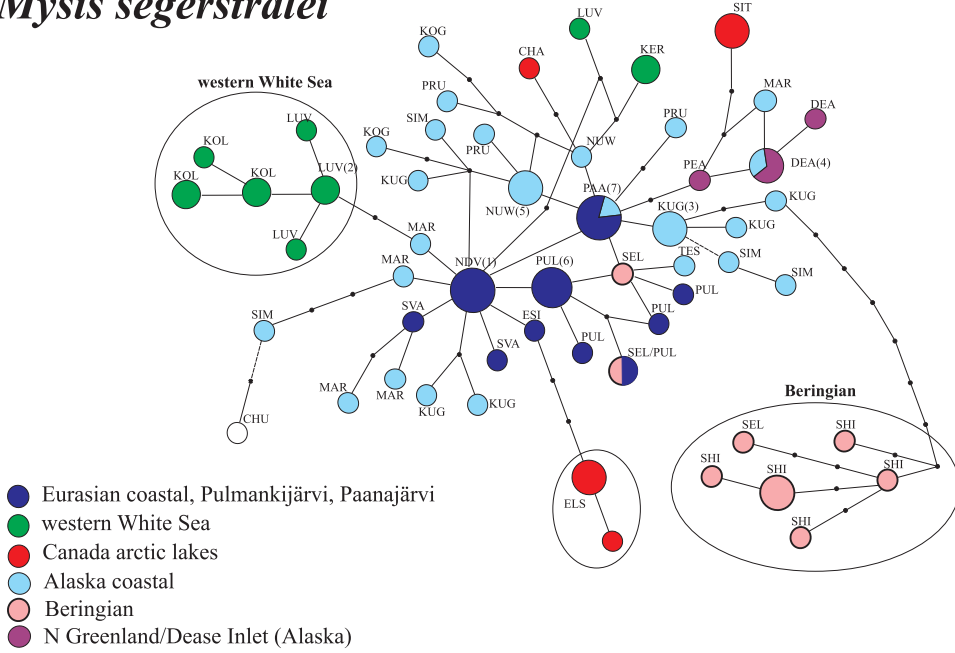 Mysis segerstralei
SIT
LUV
KOG
CHA
KER
western White Sea
PRU
MAR
DEA
LUV
SIM
PRU
KOG
PRU
NUW
KOL
KOL
KOL
LUV(2)
KUG
NUW(5)
PAA(7)
PEA
DEA(4)
KUG(3)
KUG
LUV
MAR
KUG
NDV(1)
PUL(6)
SEL
TES
SIM
SIM
MAR
PUL
SIM
SVA
ESI
PUL
SVA
PUL
SEL/PUL
MAR
MAR
KUG
KUG
CHU
Beringian
SEL
SHI
SHI
SHI
SHI
SHI
ELS
Eurasian coastal, Pulmankijärvi, Paanajärvi
western White Sea
Canada arctic lakes
Alaska coastal
Beringian
N Greenland/Dease Inlet (Alaska)